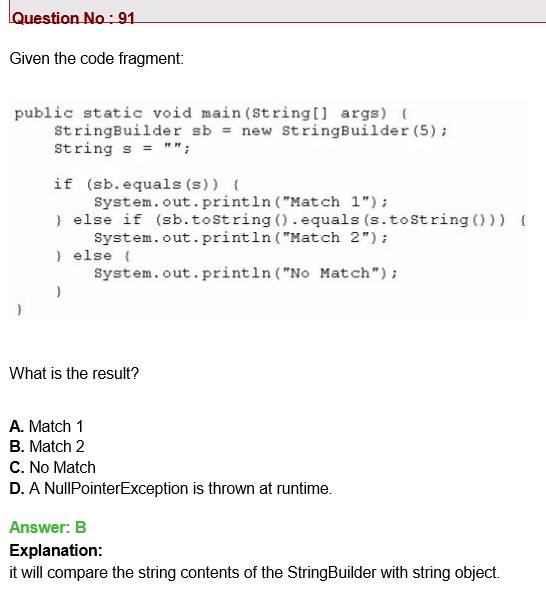 Question No : 91
Given the code fragment:
public static void main(String[] args) {
    StringBuilder sb = new StringBuilder(5);
    String s = "";
    if (sb.equals(s)) {
        System.out.println("Match 1");
    } else if (sb.toString().equals(s.toString())) {
        System.out.println("Match 2");
    } else {
        System.out.println("No Match");
    }
}
What is the result?
A. Match 1
B. Match 2
C. No Match
D. A NullPointerException is thrown at runtime.
Answer: B
Explanation:
it will compare the string contents of the StringBuilder with string object.